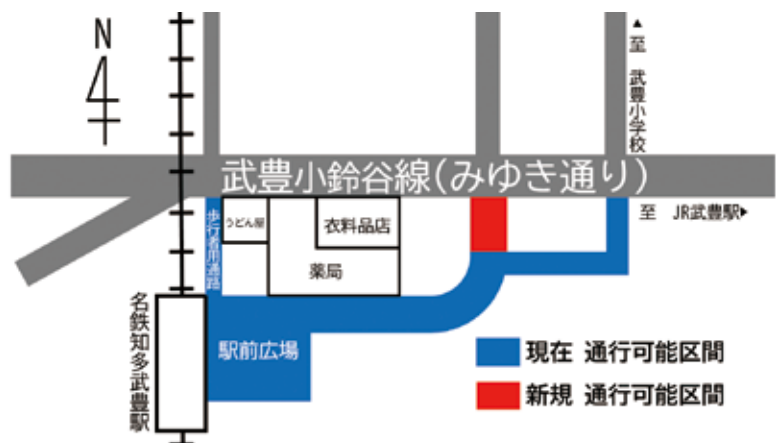 N
▲至 武豊小学校
武豊小鈴谷線(みゆき通り)
至 JR武豊駅▶
歩行者用通路
うどん屋
衣料品店
薬局
名鉄知多武豊駅
駅前広場
現在 通行可能区間
新規 通行可能区間